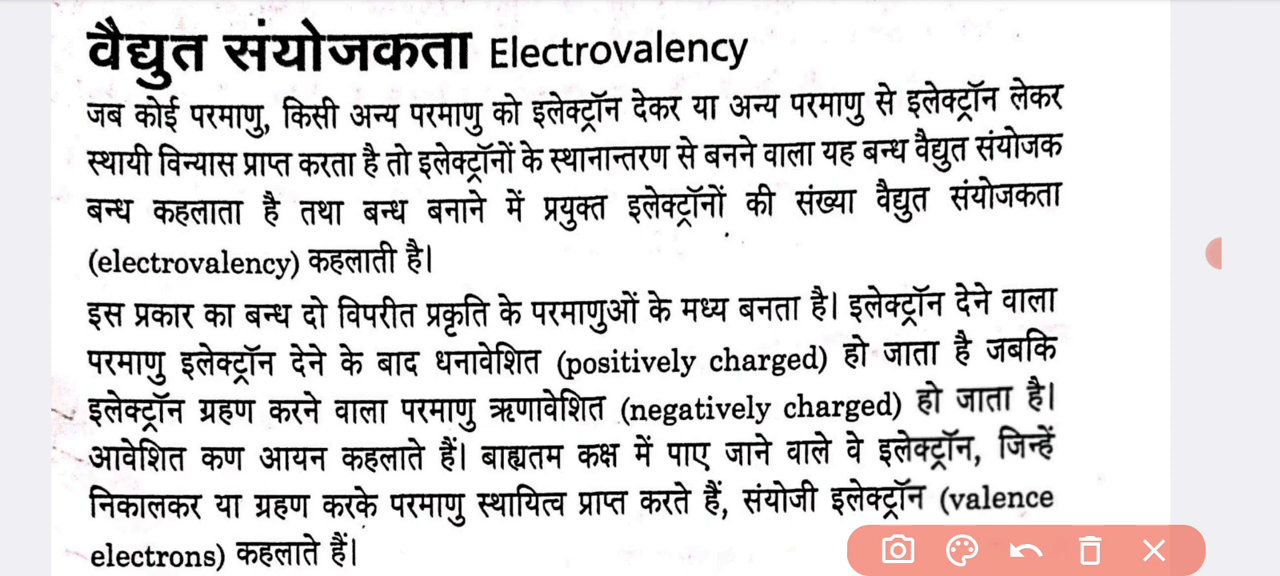 वैद्युत संयोजकता Electrovalency
जब कोई परमाणु, किसी अन्य परमाणु को इलेक्ट्रॉन देकर या अन्य परमाणु से इलेक्ट्रॉन लेकर
स्थायी विन्यास प्राप्त करता है तो इलेक्ट्रॉनों के स्थानान्तरण से बनने वाला यह बन्ध वैद्युत संयोजक
बन्ध कहलाता है तथा बन्ध बनाने में प्रयुक्त इलेक्ट्रॉनों की संख्या वैद्युत संयोजकता
(electrovalency) कहलाती है।
इस प्रकार का बन्ध दो विपरीत प्रकृति के परमाणुओं के मध्य बनता है। इलेक्ट्रॉन देने वाला
परमाणु इलेक्ट्रॉन देने के बाद धनावेशित (positively charged) हो जाता है जबकि
इलेक्ट्रॉन ग्रहण करने वाला परमाणु ऋणावेशित (negatively charged) हो जाता है।
आवेशित कण आयन कहलाते हैं। बाह्यतम कक्ष में पाए जाने वाले वे इलेक्ट्रॉन, जिन्हें
निकालकर या ग्रहण करके परमाणु स्थायित्व प्राप्त करते हैं, संयोजी इलेक्ट्रॉन (valence
electrons) कहलाते हैं।